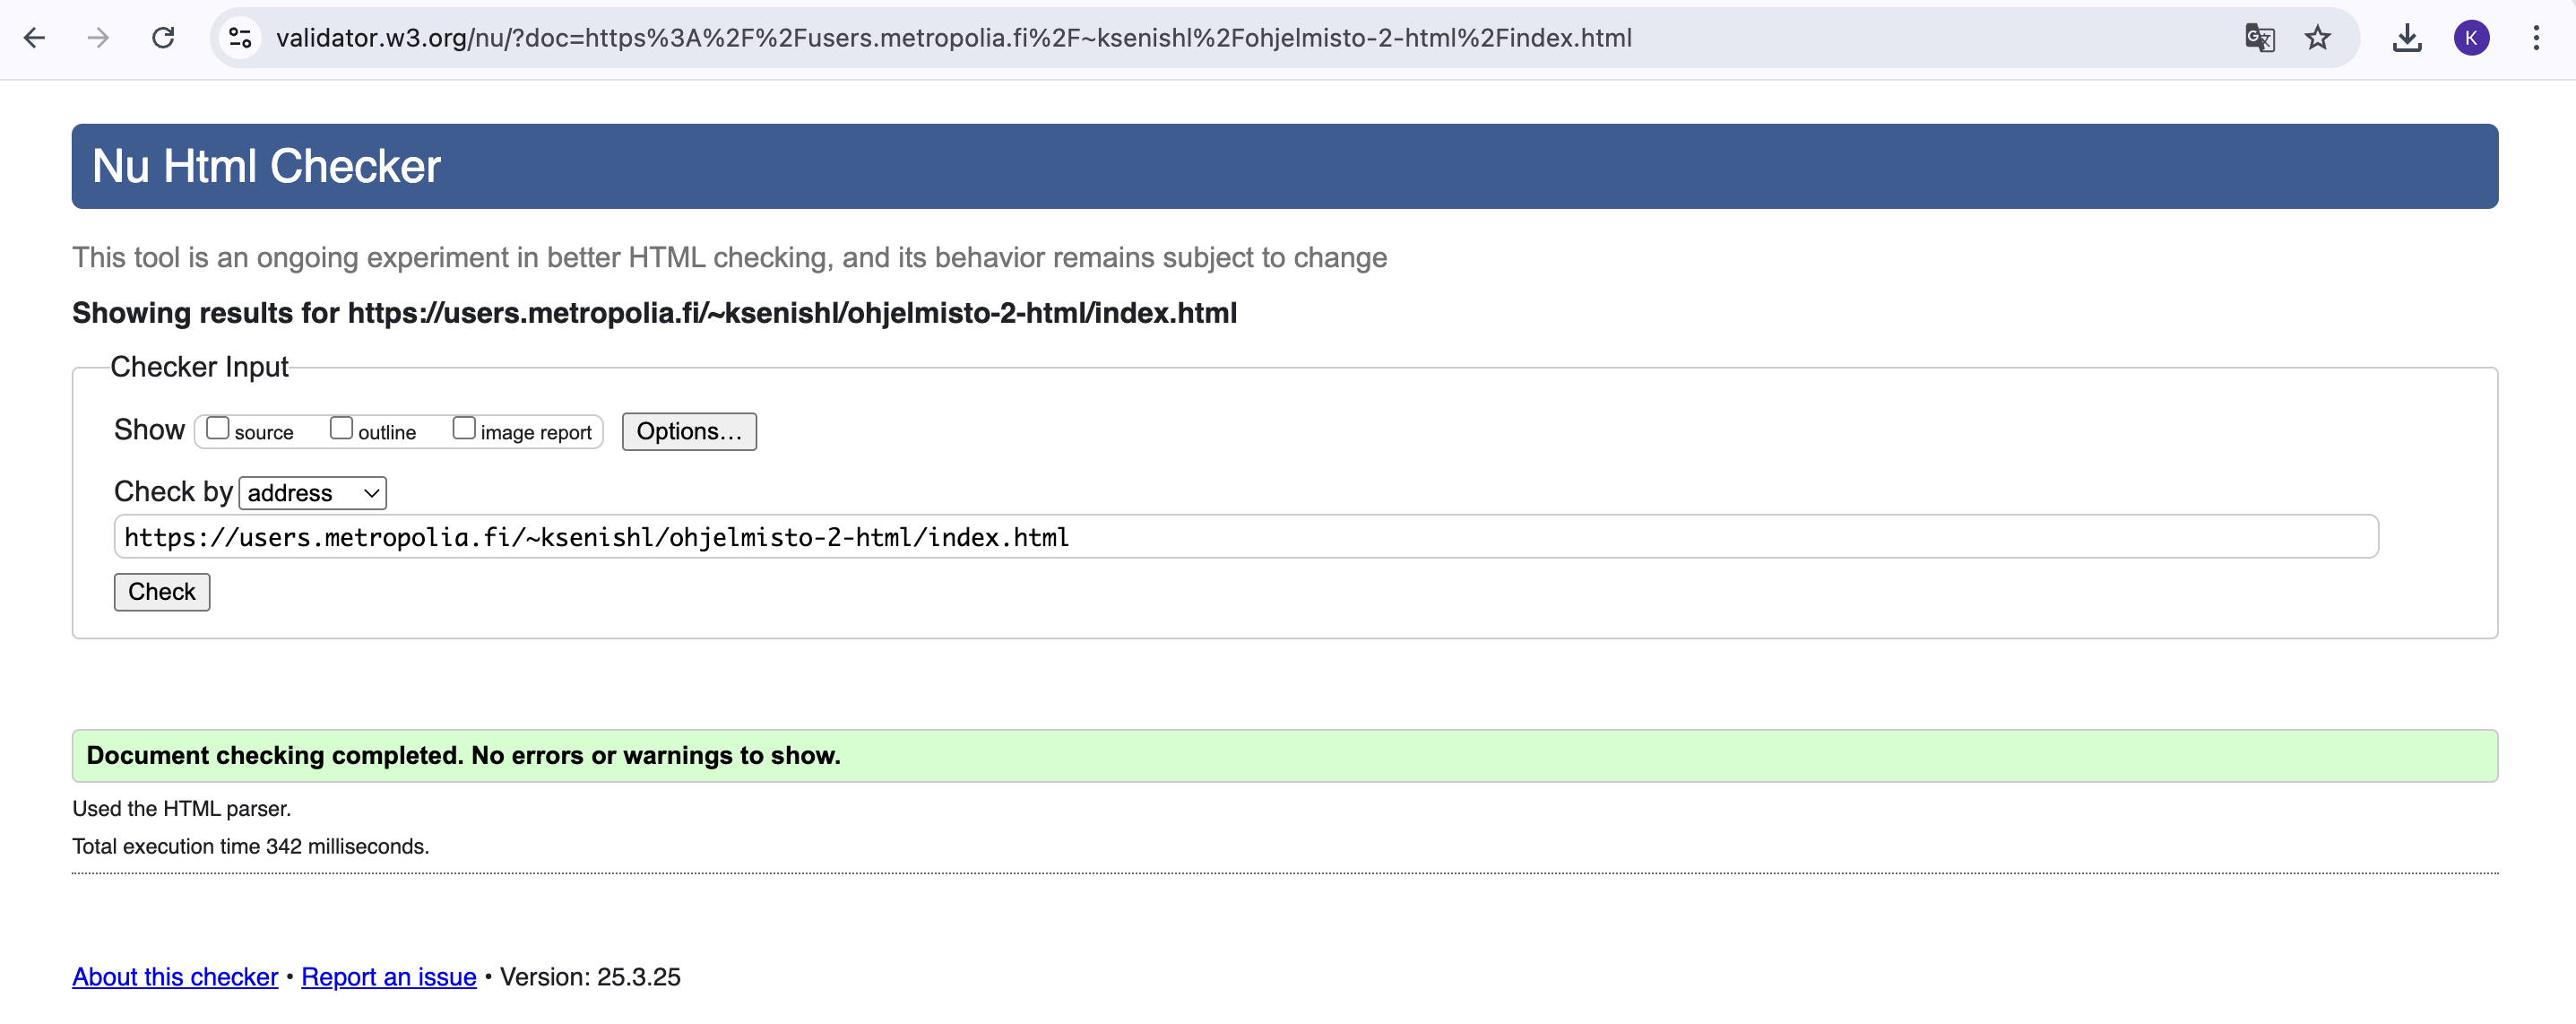 validator.w3.org/nu/?doc=https%3A%2F%2Fusers.metropolia.fi%2F~ksenishl%2Fohjelmisto-2-html%2Findex.html
K
Nu Html Checker
This tool is an ongoing experiment in better HTML checking, and its behavior remains subject to change
Showing results for https://users.metropolia.fi/~ksenishl/ohjelmisto-2-html/index.html
Checker Input
Show source outline image report Options…
Check by address
https://users.metropolia.fi/~ksenishl/ohjelmisto-2-html/index.html
Check
Document checking completed. No errors or warnings to show.
Used the HTML parser.
Total execution time 342 milliseconds.
About this checker • Report an issue • Version: 25.3.25